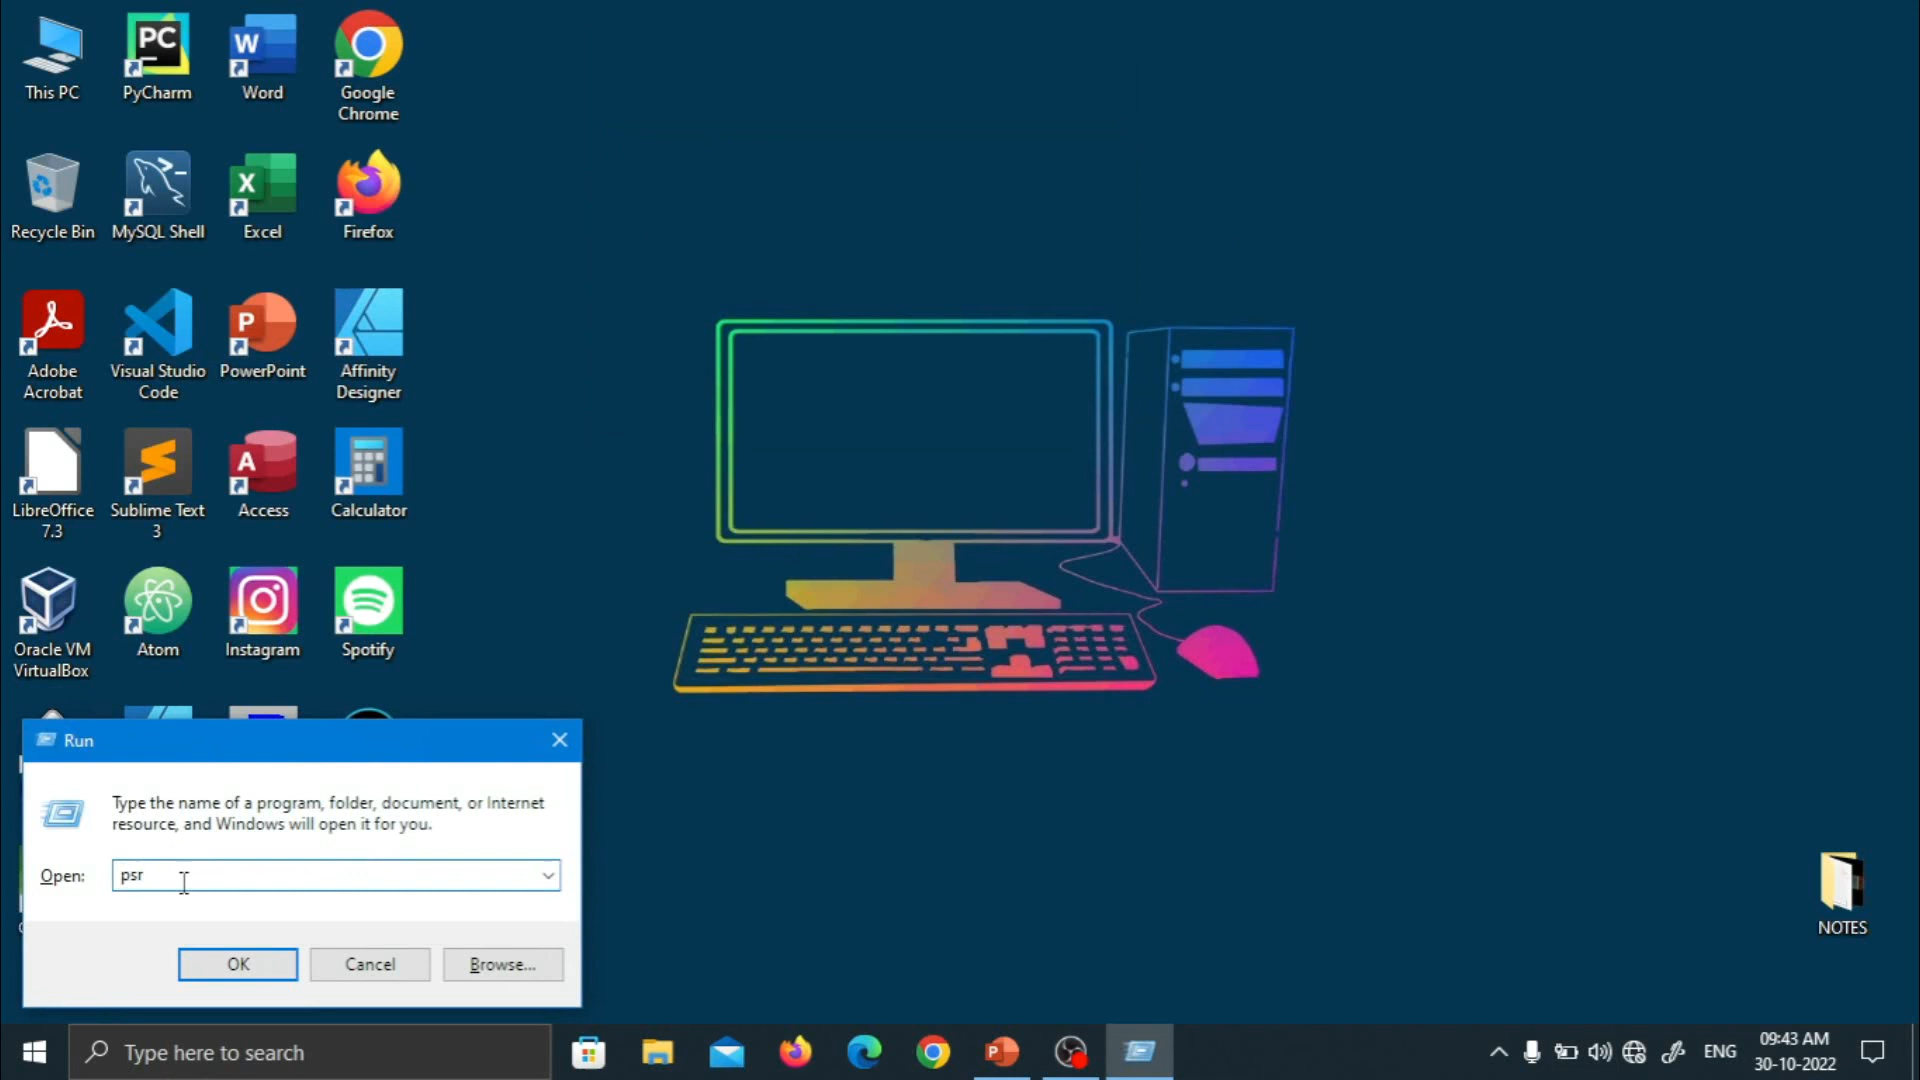 This PC
PyCharm
Word
Google
Chrome
Recycle Bin
MySQL Shell
Excel
Firefox
Adobe
Acrobat
Visual Studio
Code
PowerPoint
Affinity
Designer
LibreOffice
7.3
Sublime Text
3
Access
Calculator
Oracle VM
VirtualBox
Atom
Instagram
Spotify
Run
Type the name of a program, folder, document, or Internet
resource, and Windows will open it for you.
Open:
psr
OK
Cancel
Browse...
NOTES
Type here to search
ENG
09:43 AM
30-10-2022